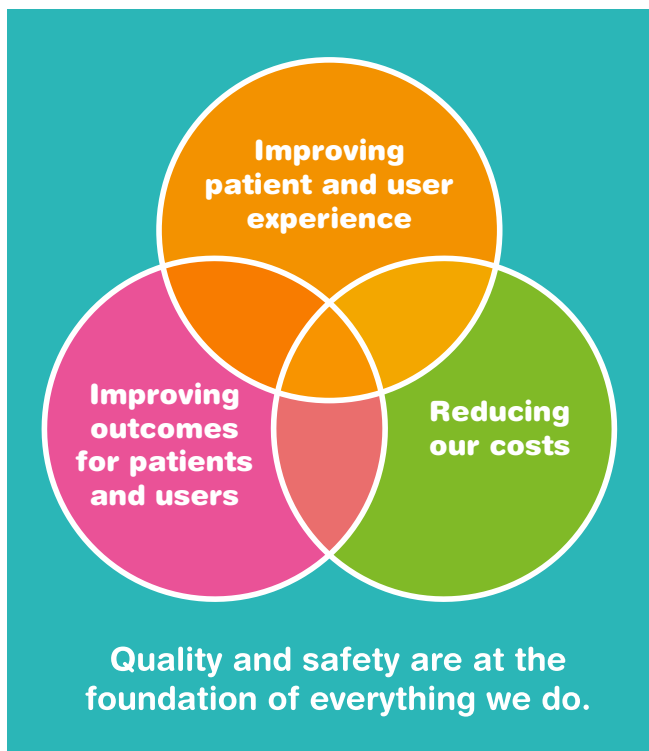 Improving
patient and user
experience
Improving
outcomes
for patients
and users
Reducing
our costs
Quality and safety are at the
foundation of everything we do.